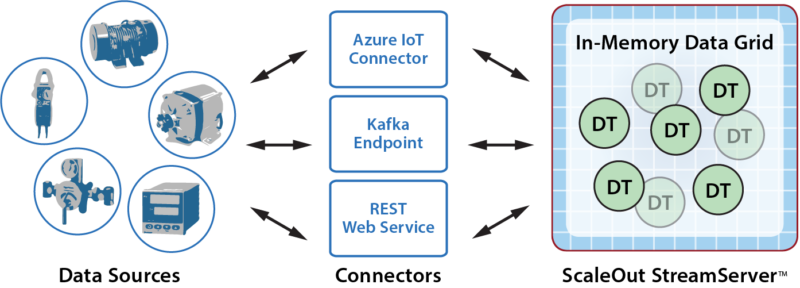 Azure IoT
Connector
Kafka
Endpoint
REST
Web Service
In-Memory Data Grid
DT
DT
DT
DT
DT
DT
DT
DT
Data Sources
Connectors
ScaleOut StreamServer™